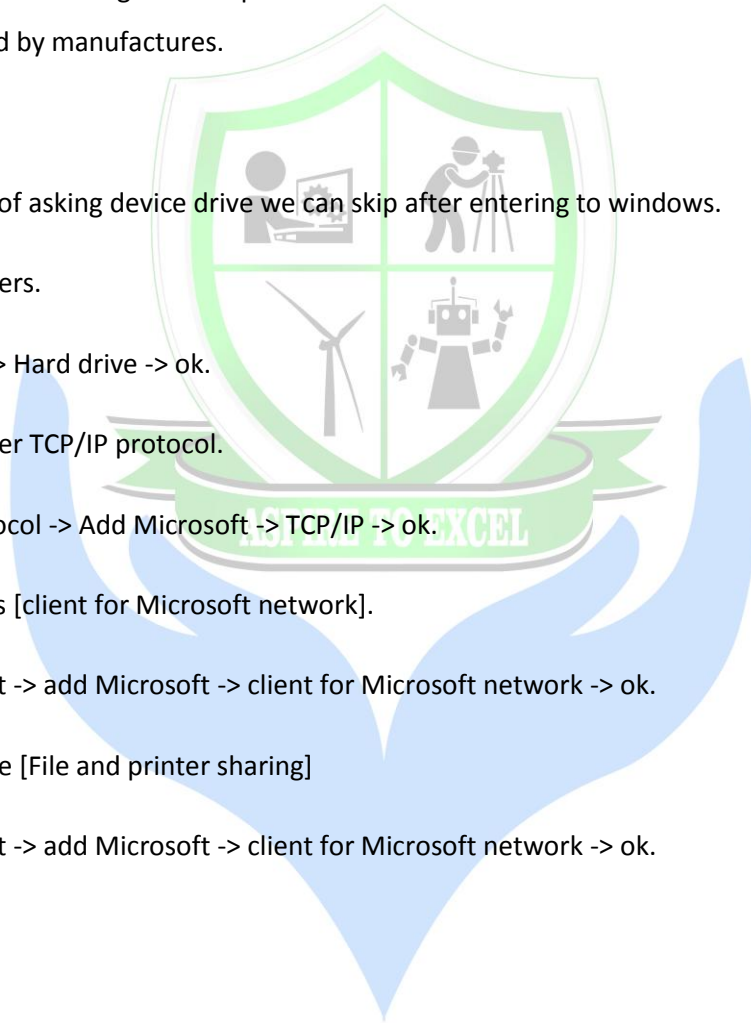 d by manufactures.
of asking device drive we can skip after entering to windows.
ers.
> Hard drive -> ok.
er TCP/IP protocol.
ocol -> Add Microsoft -> TCP/IP -> ok.
ASPIRE TO EXCEL
s [client for Microsoft network].
t -> add Microsoft -> client for Microsoft network -> ok.
e [File and printer sharing]
t -> add Microsoft -> client for Microsoft network -> ok.